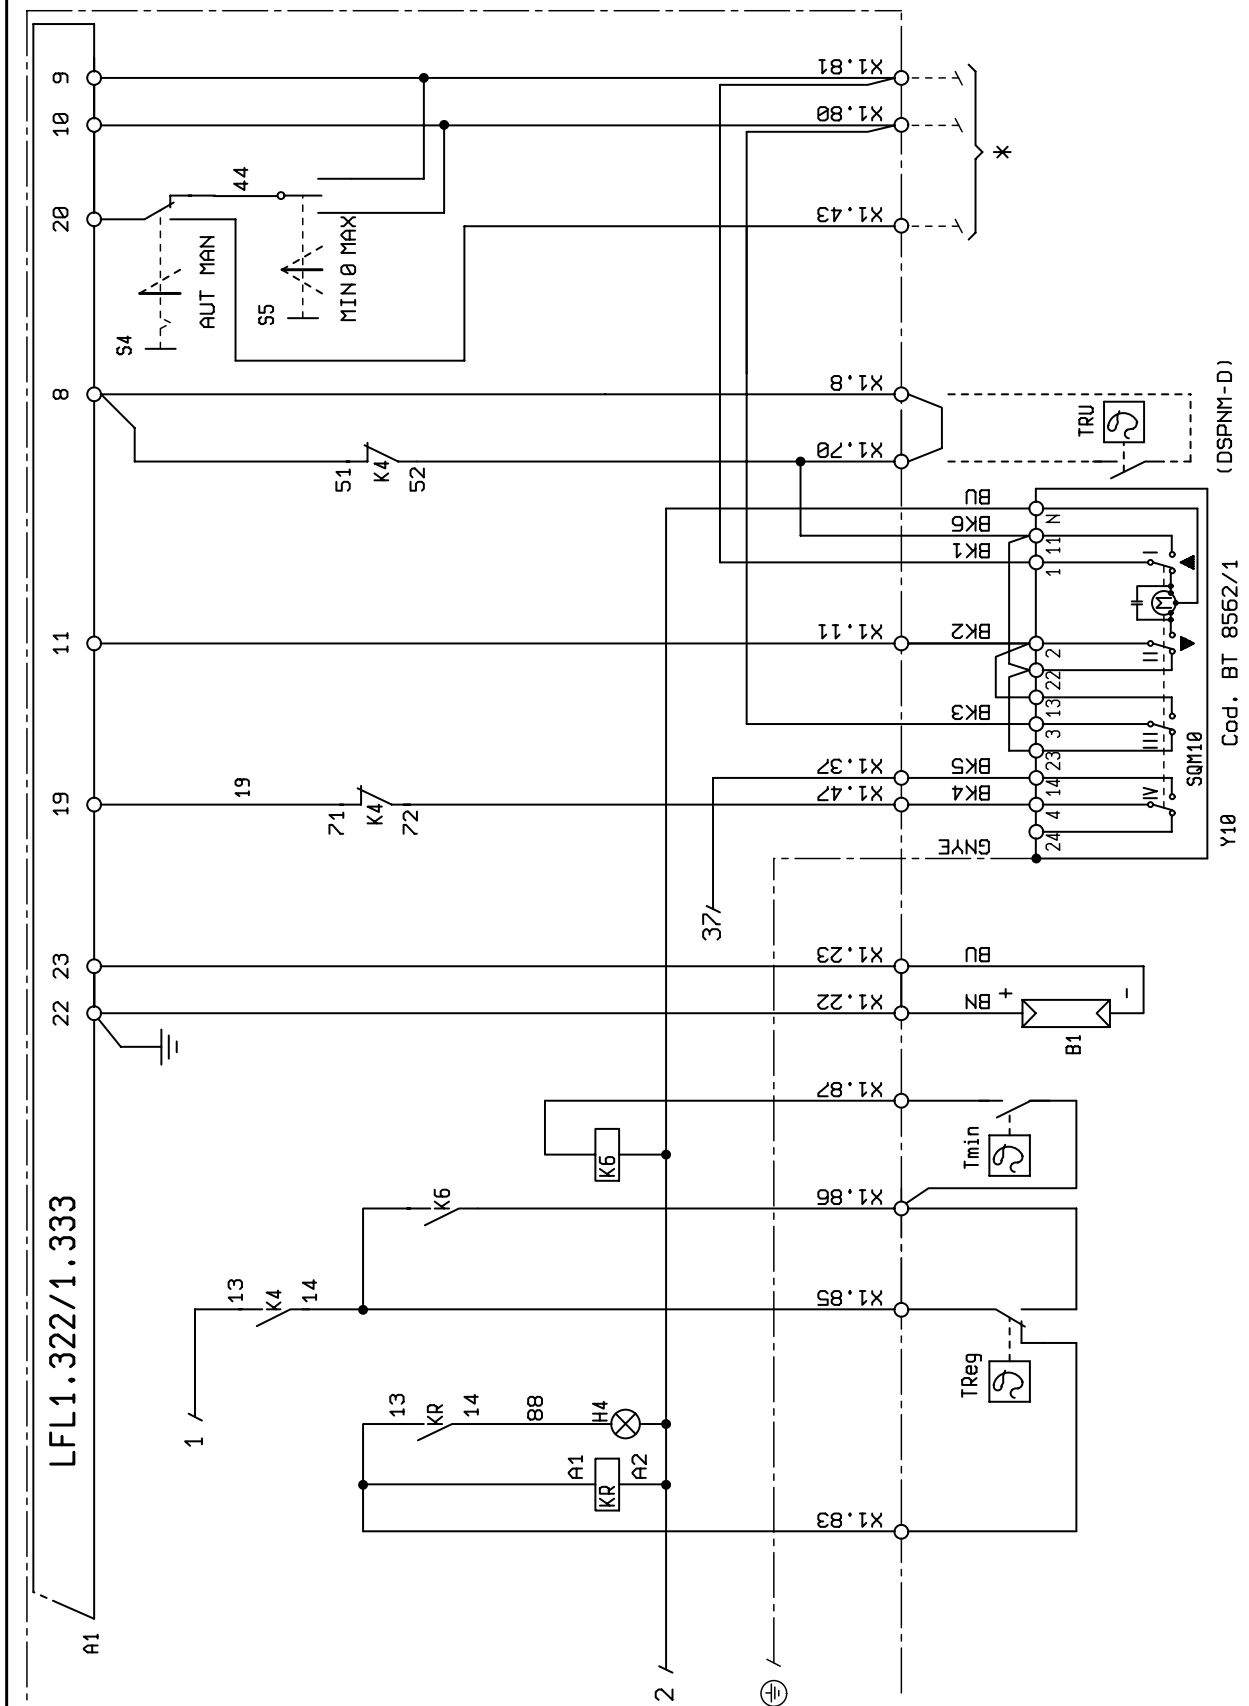 LFL1.322/1.333
A1
22
23
19
11
8
20
10
9
S4
AUT MAN
44
S5
MIN 0 MAX
51
K4
52
19
71
K4
72
1
13
K4
14
K6
K6
13
KR
14
88
H4
A1
KR
A2
2
37
X1.83
X1.85
X1.86
X1.87
X1.22
X1.23
X1.47
X1.37
X1.11
X1.70
X1.8
X1.43
X1.80
X1.81
*
TReg
Tmin
BN
BU
+
-
B1
GNYE
BK4
BK5
BK3
BK2
BK1
BK6
BU
24
4
14
23
3
13
22
2
1
11
N
IV
III
II
M
I
SQM10
TRU
(DSPNM-D)
Y10
Cod. BT 8562/1